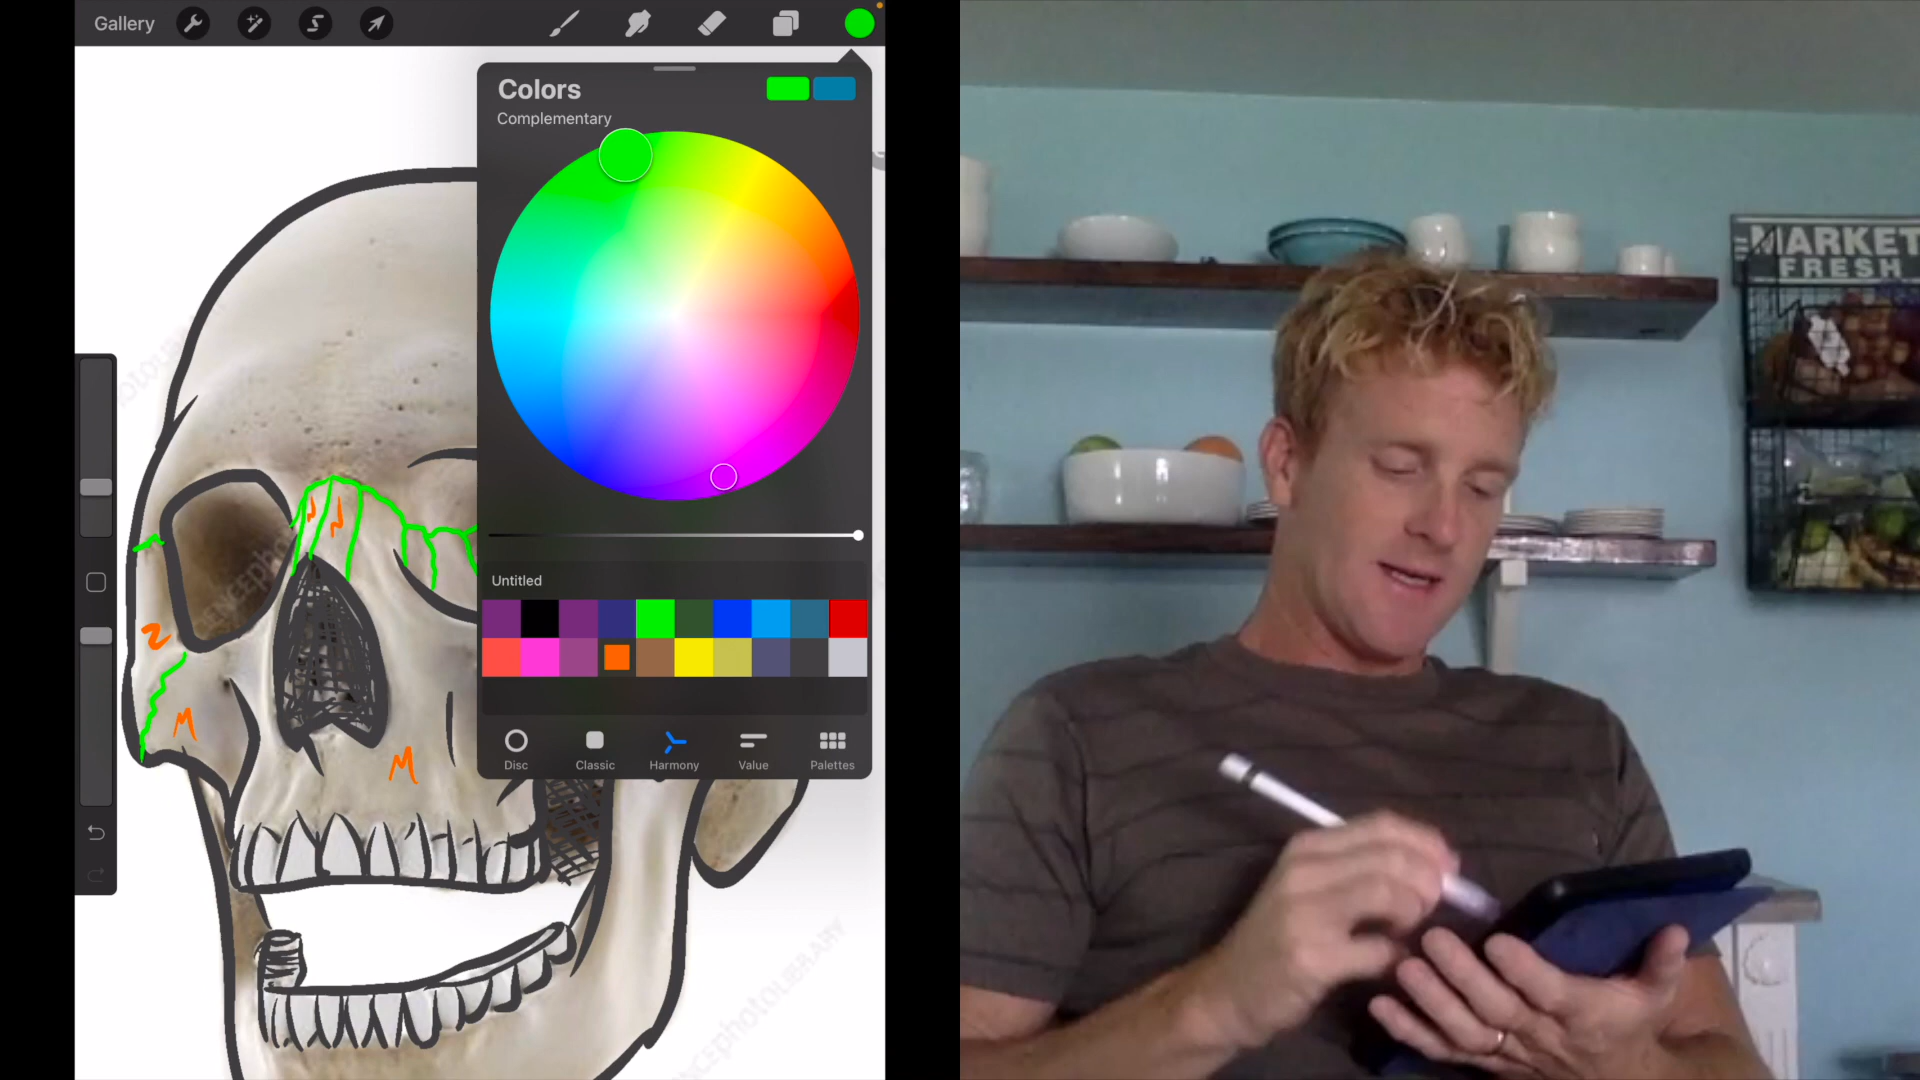 Gallery
Colors
Complementary
Untitled
Disc
Classic
Harmony
Value
Palettes
N
N
Z
M
M
MARKET
FRESH